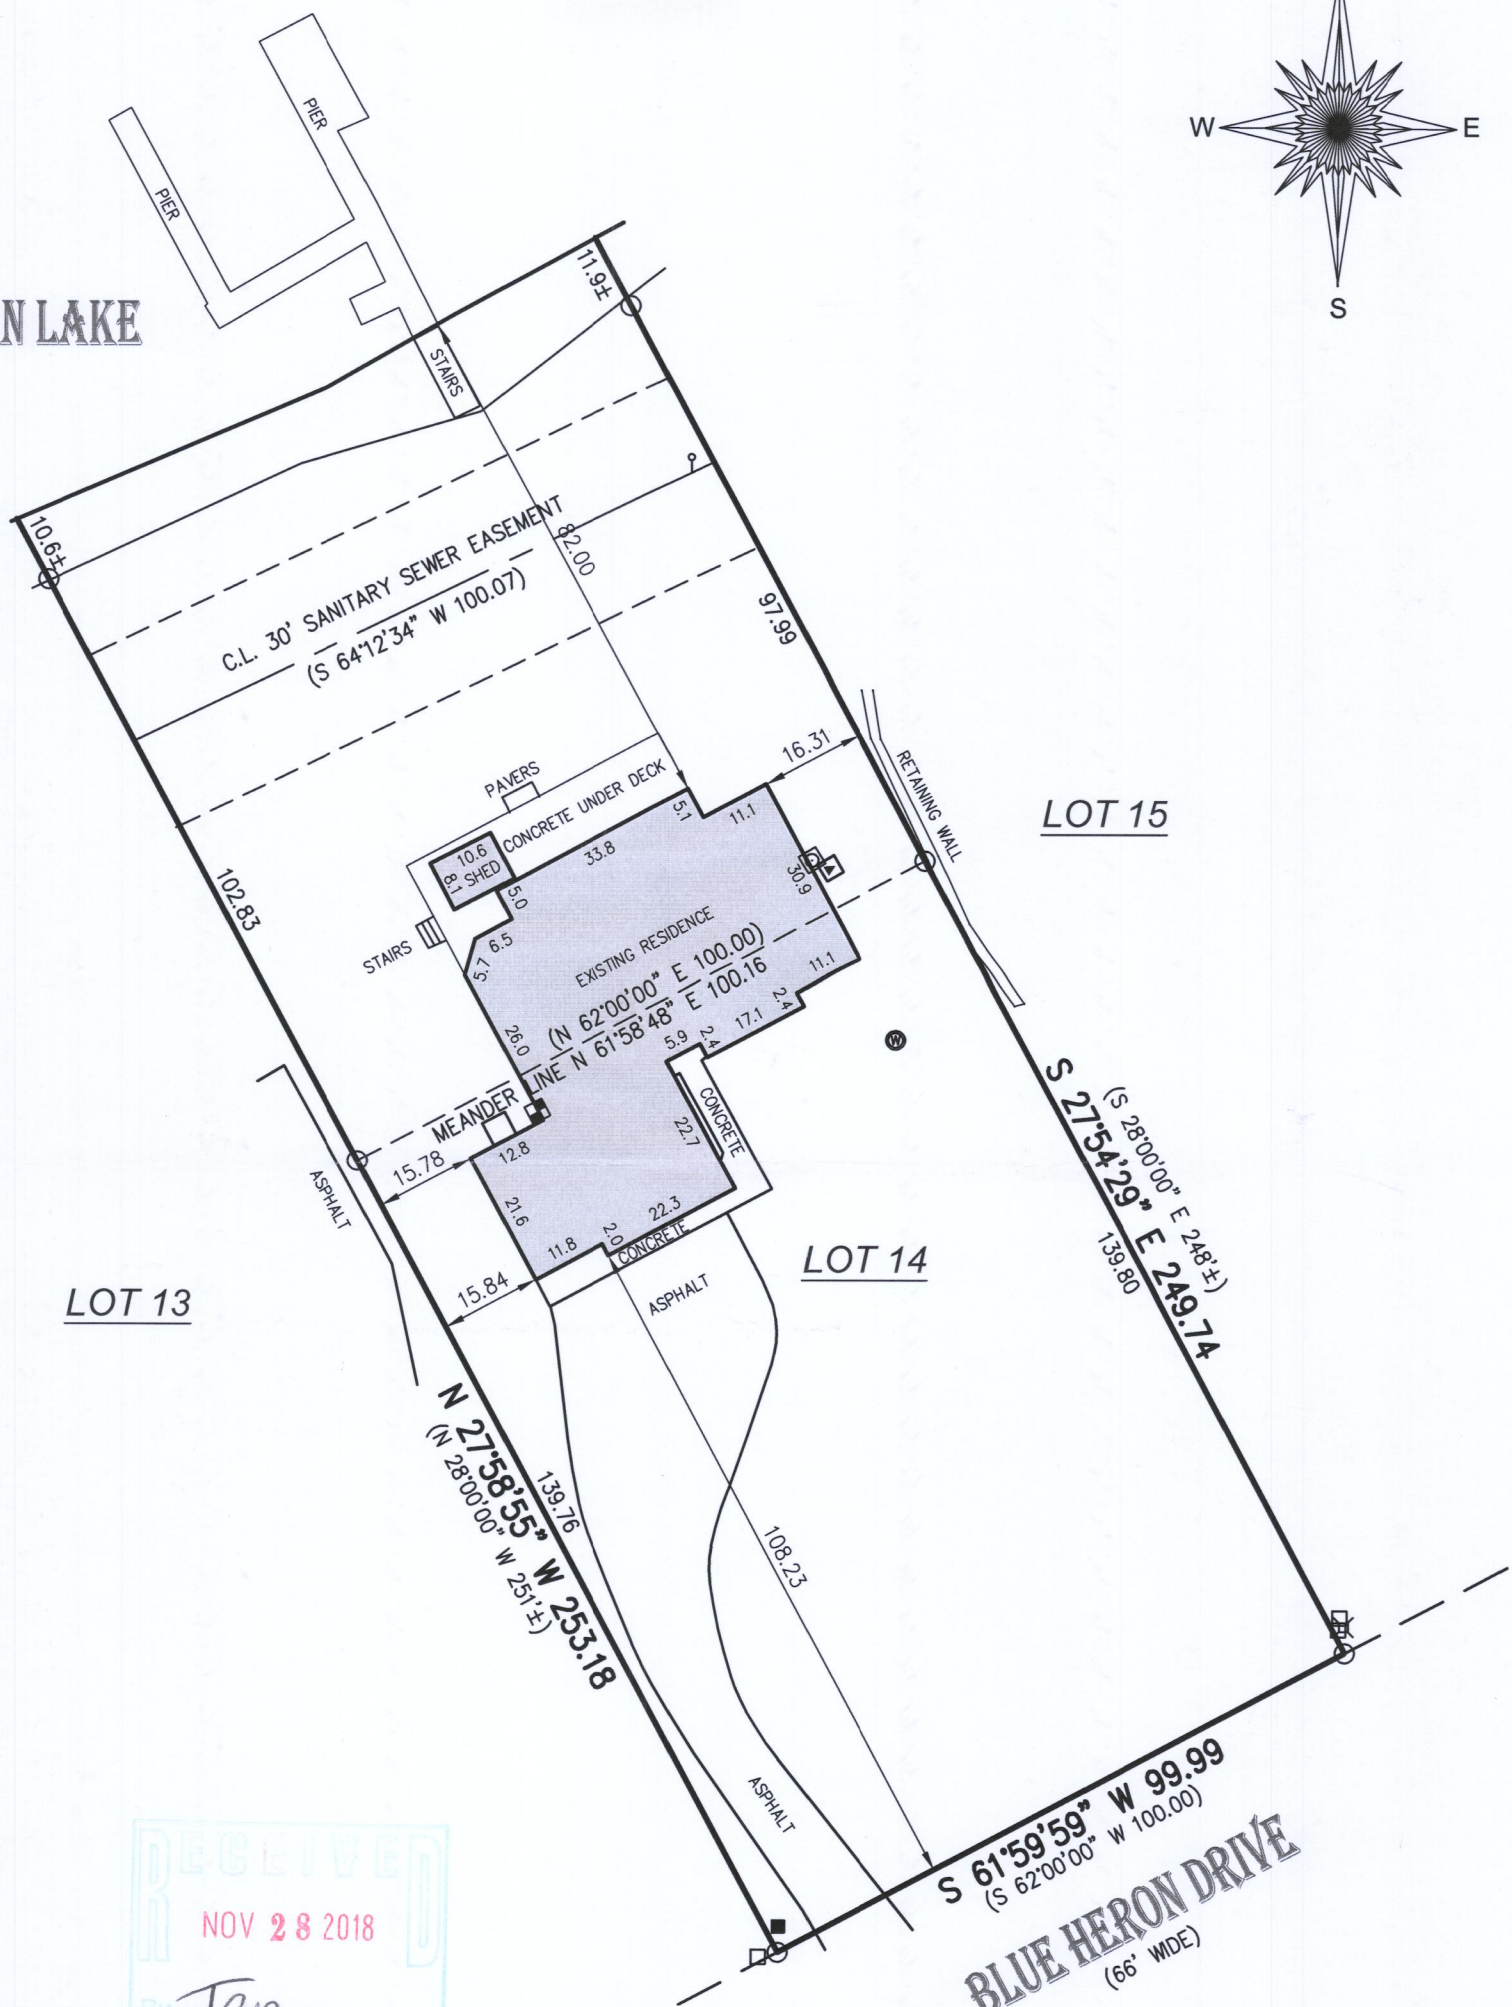 PIER
PIER
W
E
S
N LAKE
11.9±
STAIRS
10.6±
C.L. 30' SANITARY SEWER EASEMENT
(S 64°12'34" W 100.07)
82.00
97.99
102.83
16.31
RETAINING WALL
LOT 15
PAVERS
CONCRETE UNDER DECK
10.6
8.1
SHED
5.1
11.1
33.8
30.9
5.0
6.5
5.7
STAIRS
EXISTING RESIDENCE
(N 62°00'00" E 100.00)
MEANDER LINE N 61°58'48" E 100.16
26.0
11.1
2.4
17.1
2.4
5.9
W
CONCRETE
22.7
12.8
15.78
ASPHALT
21.6
22.3
2.0
11.8
CONCRETE
15.84
ASPHALT
LOT 14
LOT 13
S 27°54'29" E 249.74
(S 28°00'00" E 248'±)
139.80
N 27°58'55" W 253.18
(N 28°00'00" W 251'±)
139.76
108.23
ASPHALT
S 61°59'59" W 99.99
(S 62°00'00" W 100.00)
BLUE HERON DRIVE
(66' WIDE)
RECEIVED
NOV 28 2018